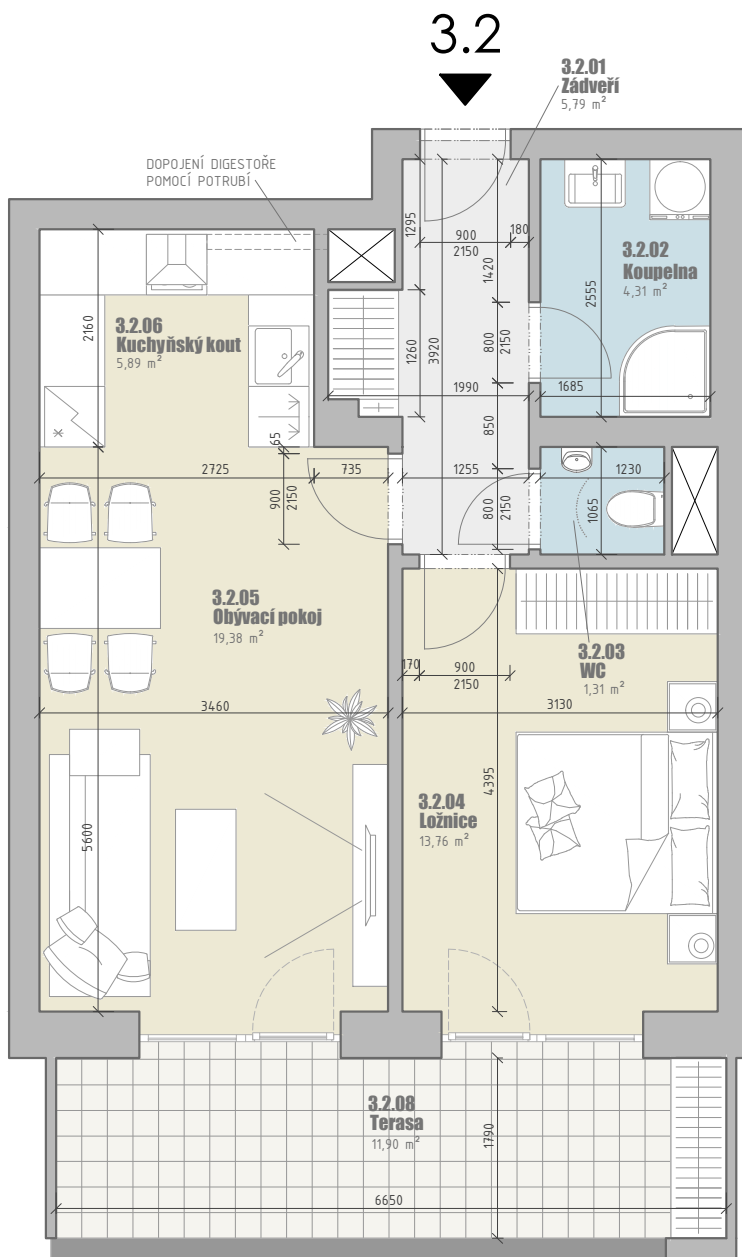 3.2
3.2.01
Zádveří
5,79 m²
DOPOJENÍ DIGESTOŘE
POMOCÍ POTRUBÍ
1295
900
2150
180
1420
3.2.02
Koupelna
4,31 m²
2555
2160
3.2.06
Kuchyňský kout
5,89 m²
1260
3920
800
2150
1990
1685
850
65
2725
735
1255
1230
900
2150
800
2150
1065
3.2.05
Obývací pokoj
19,38 m²
3.2.03
WC
1,31 m²
170
900
2150
3460
3130
4395
3.2.04
Ložnice
13,76 m²
5600
3.2.08
Terasa
11,90 m²
1790
6650